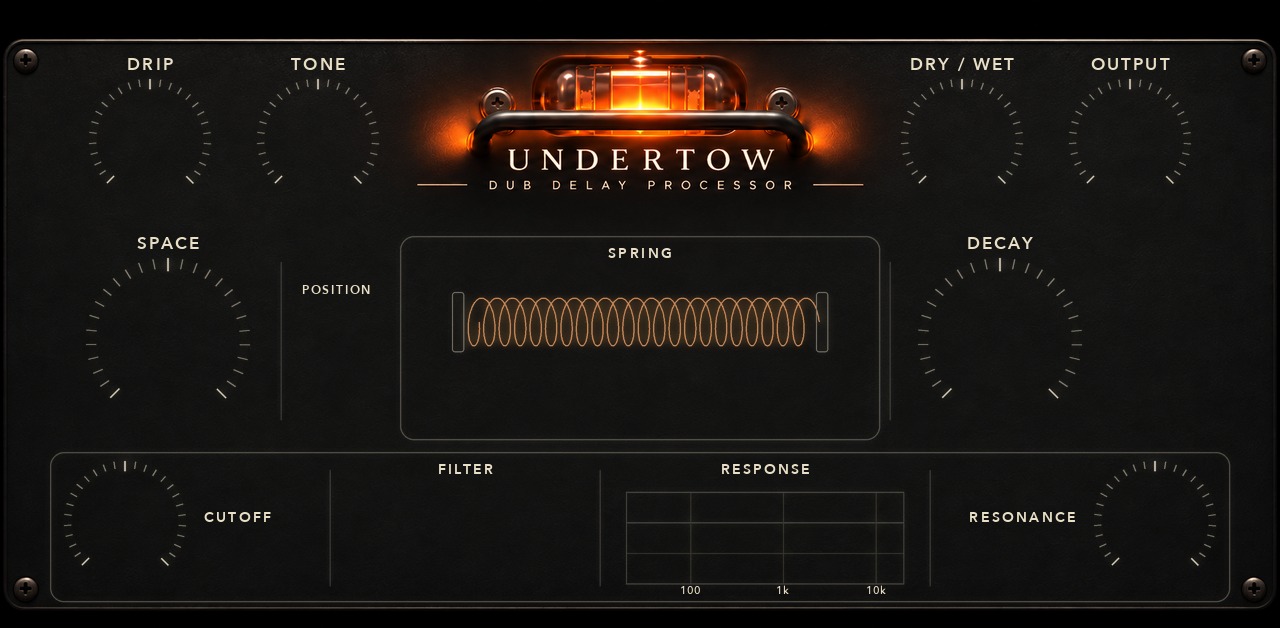 DRIP
TONE
DRY / WET
OUTPUT
UNDERTOW
DUB DELAY PROCESSOR
SPACE
POSITION
SPRING
DECAY
CUTOFF
FILTER
RESPONSE
100
1k
10k
RESONANCE